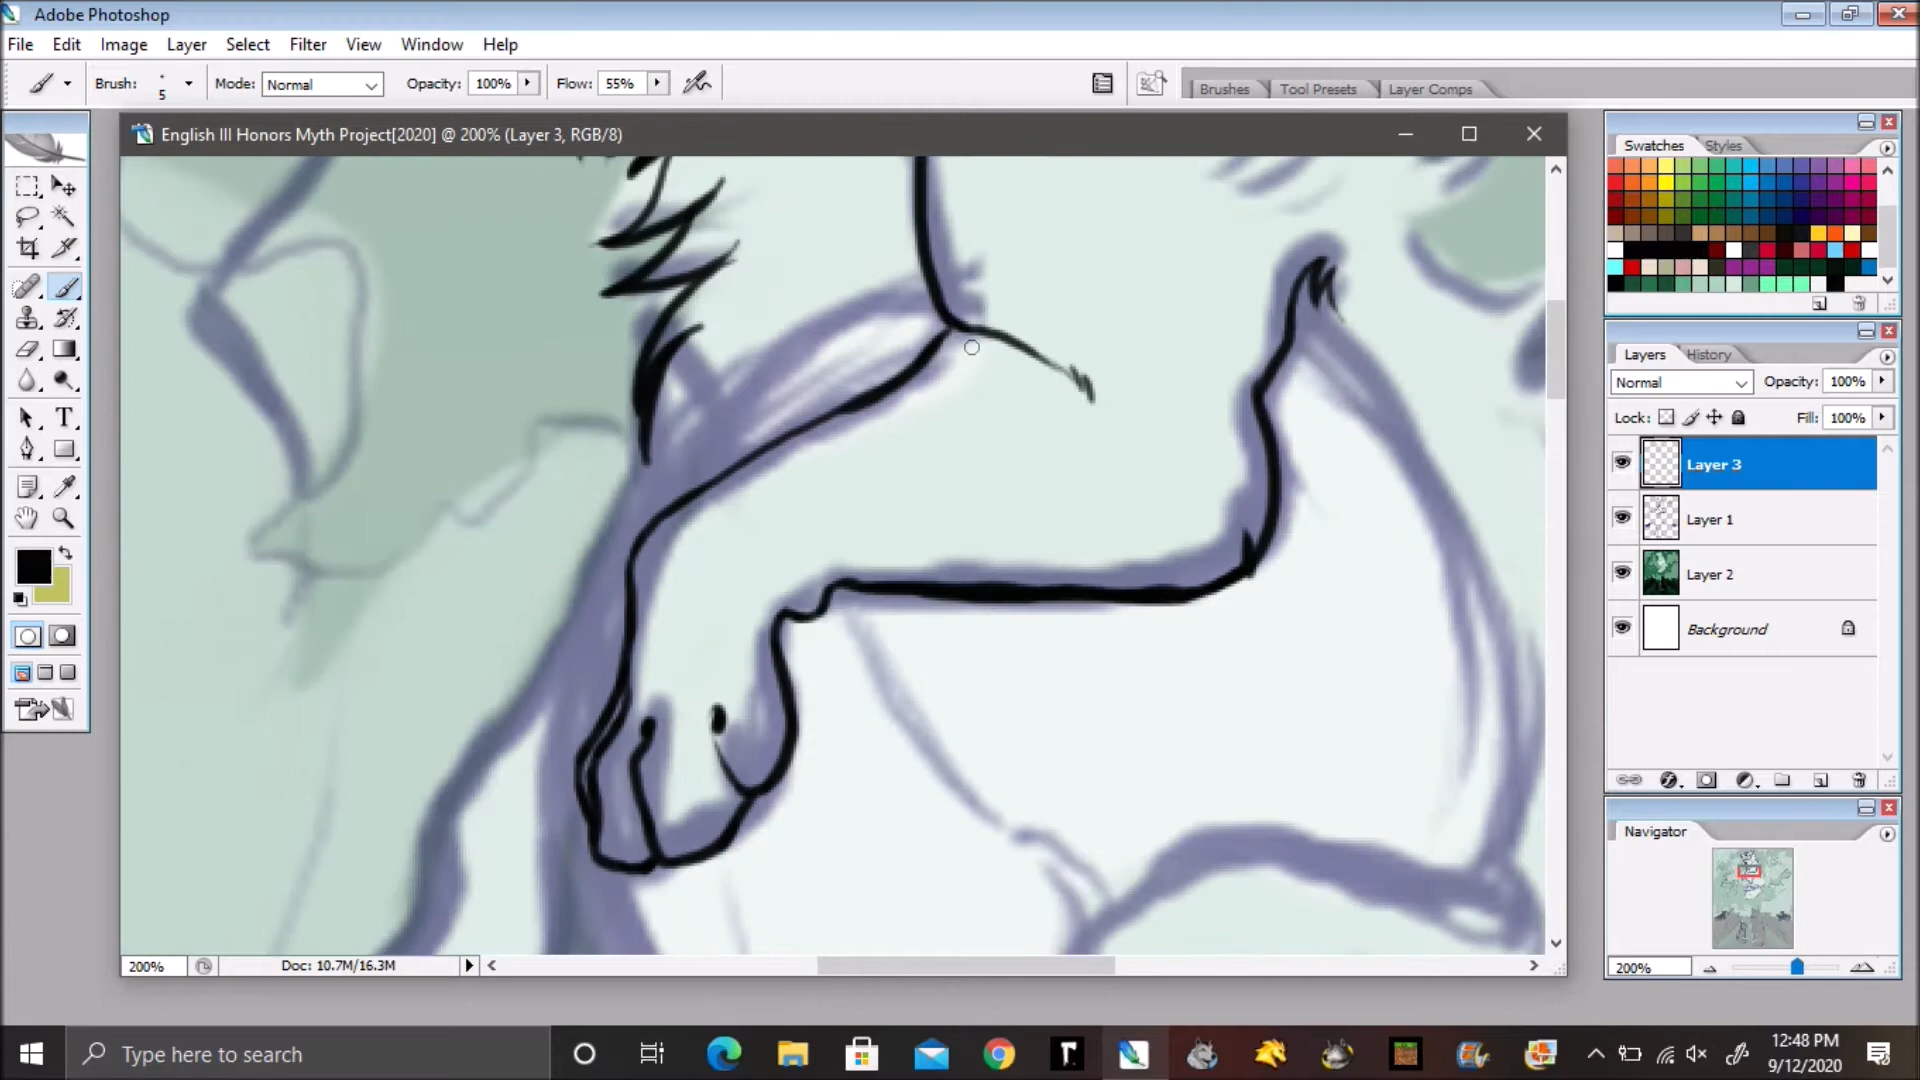 Adobe Photoshop
File Edit Image Layer Select Filter View Window Help
Brush: 5 Mode: Normal Opacity: 100% Flow: 55%
Brushes Tool Presets Layer Comps
English III Honors Myth Project[2020] @ 200% (Layer 3, RGB/8)
Swatches Styles
Layers History
Normal Opacity: 100%
Lock: Fill: 100%
Layer 3
Layer 1
Layer 2
Background
Navigator
200%
200% Doc: 10.7M/16.3M
Type here to search
12:48 PM
9/12/2020